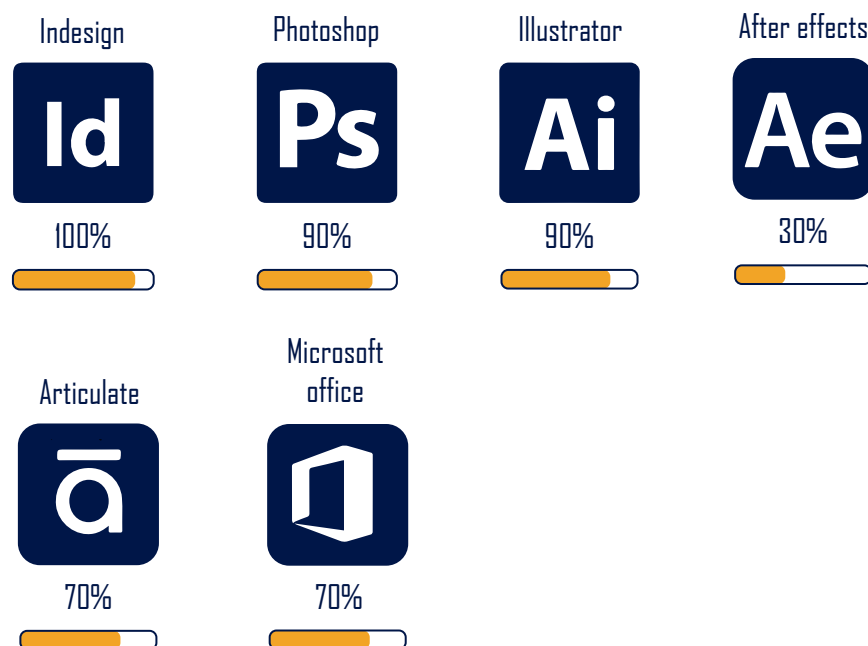 Indesign
Photoshop
Illustrator
After effects
Id
Ps
Ai
Ae
100%
90%
90%
30%
Articulate
Microsoft
office
ā
70%
70%